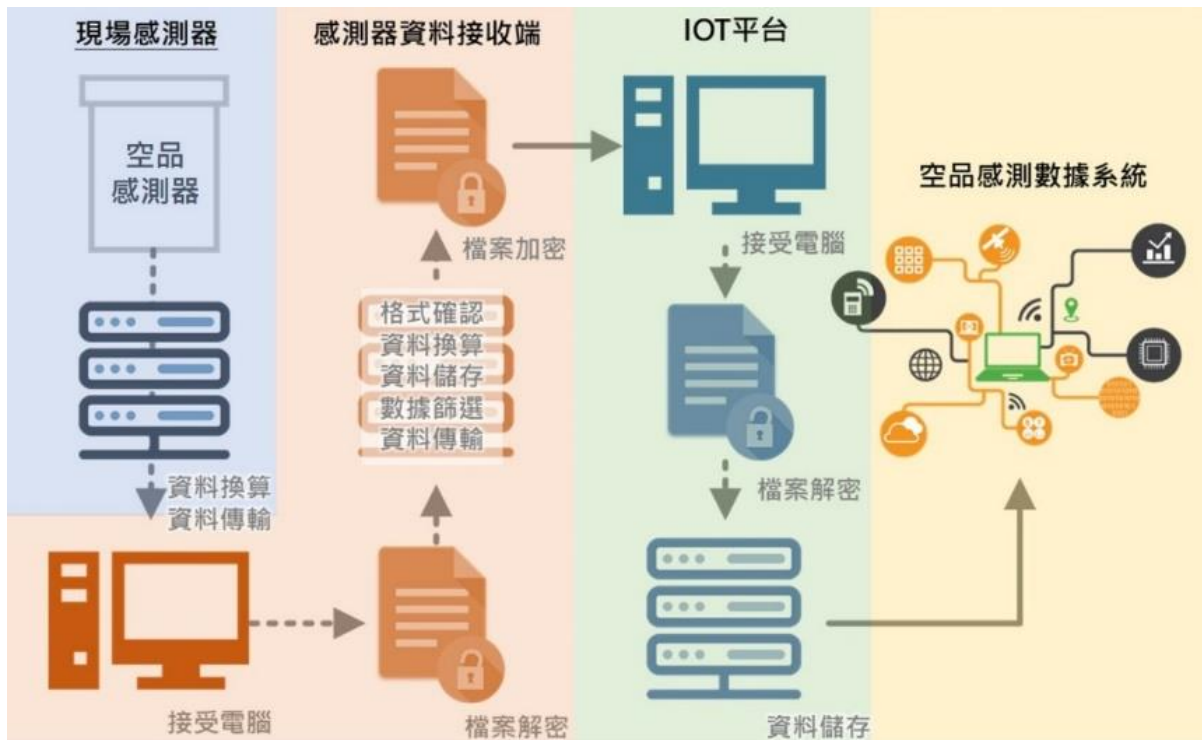 現場感測器
空品
感測器
資料換算
資料傳輸
接受電腦
感測器資料接收端
檔案加密
格式確認
資料換算
資料儲存
數據篩選
資料傳輸
檔案解密
IOT平台
接受電腦
檔案解密
資料儲存
空品感測數據系統